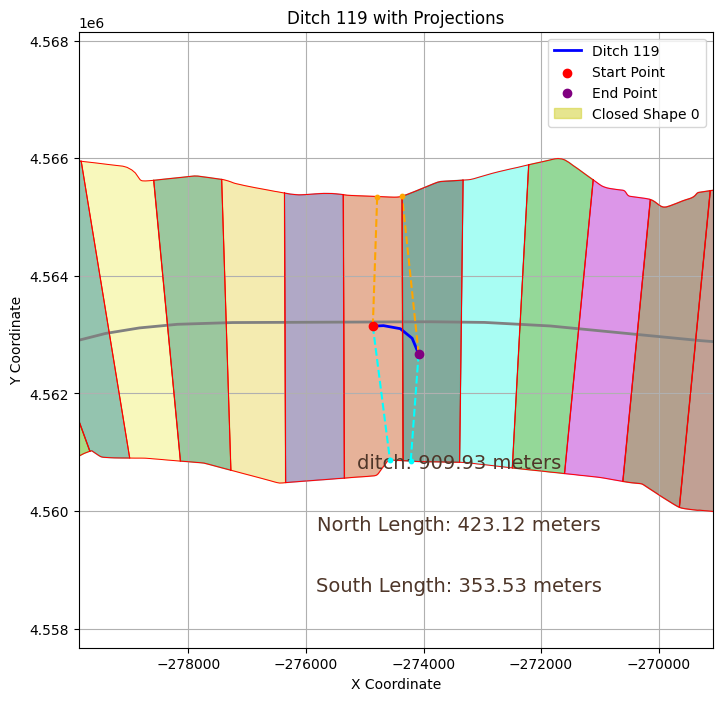 Ditch 119 with Projections
1e6
Ditch 119
Start Point
End Point
Closed Shape 0
4.568
4.566
4.564
4.562
4.560
4.558
Y Coordinate
ditch: 909.93 meters
North Length: 423.12 meters
South Length: 353.53 meters
−278000 −276000 −274000 −272000 −270000
X Coordinate